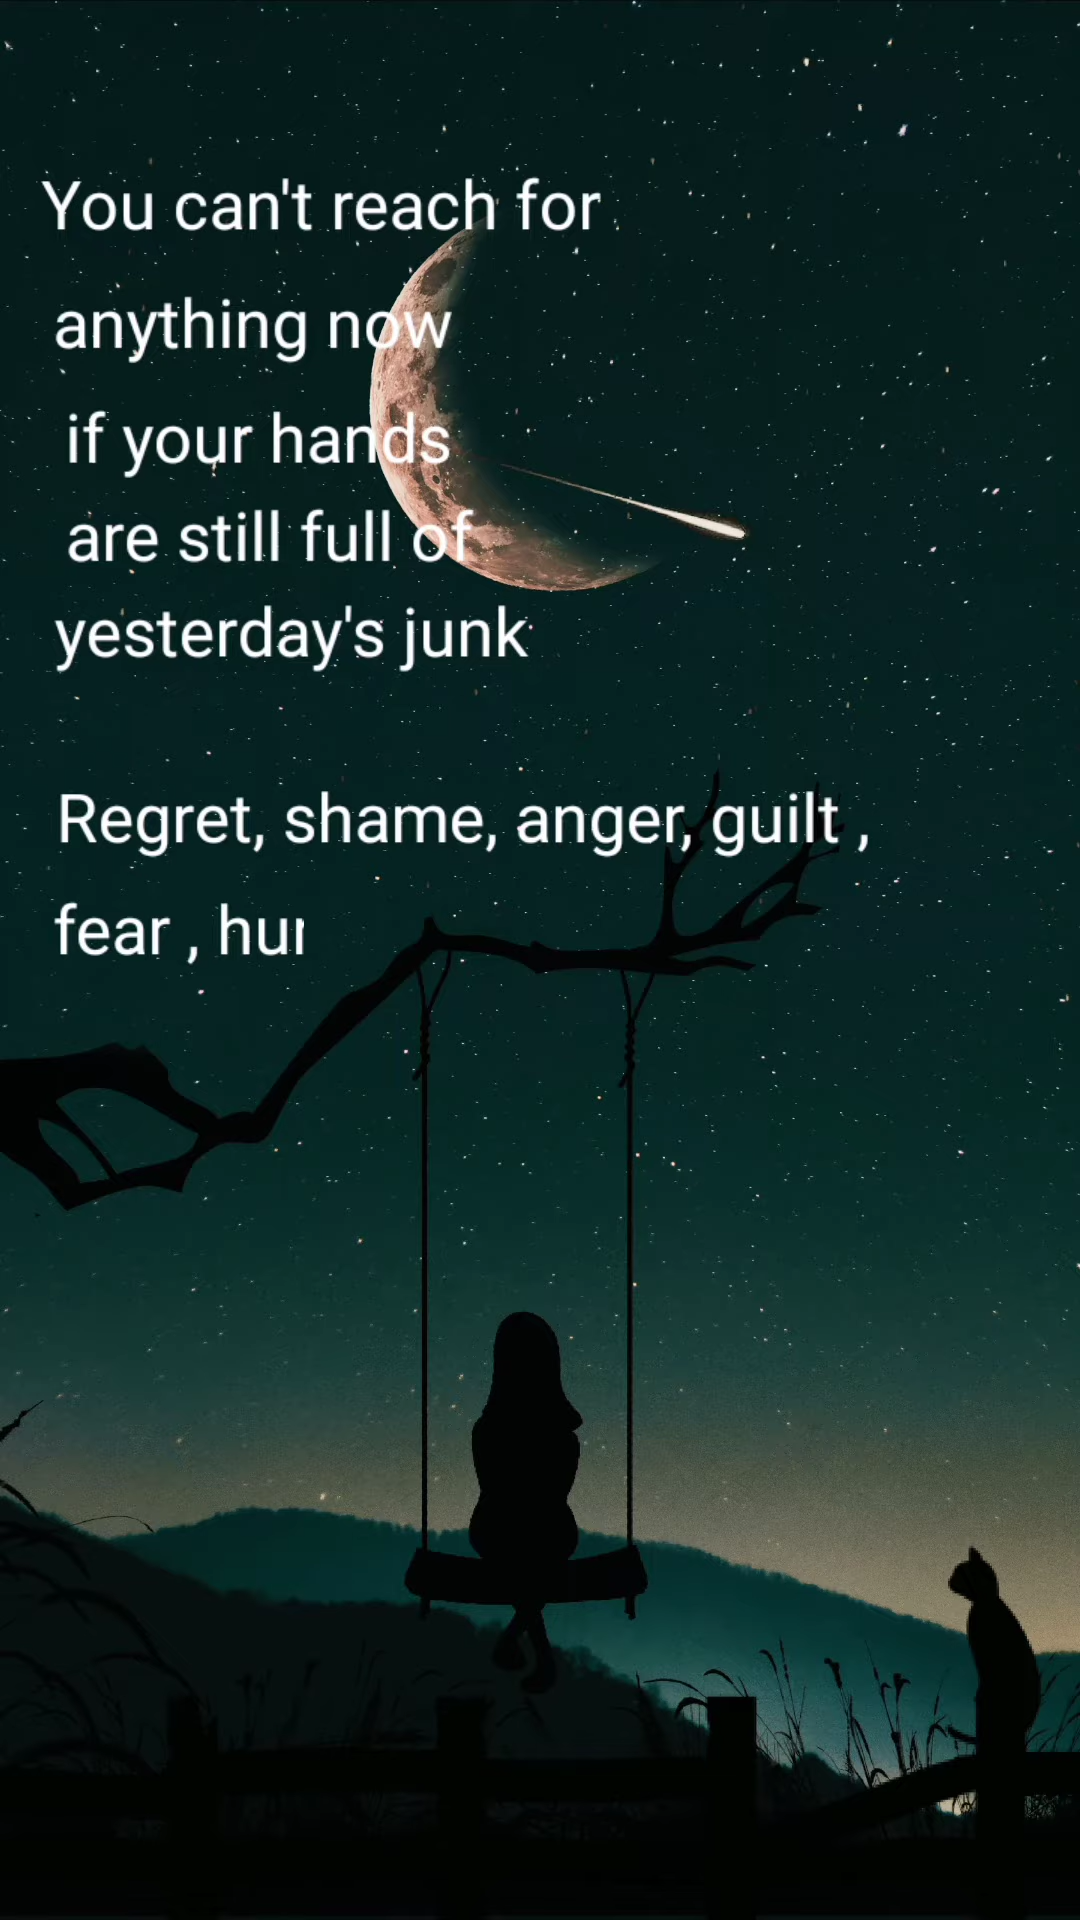 You can't reach for
anything now
if your hands
are still full of
yesterday's junk
Regret, shame, anger, guilt ,
fear ,